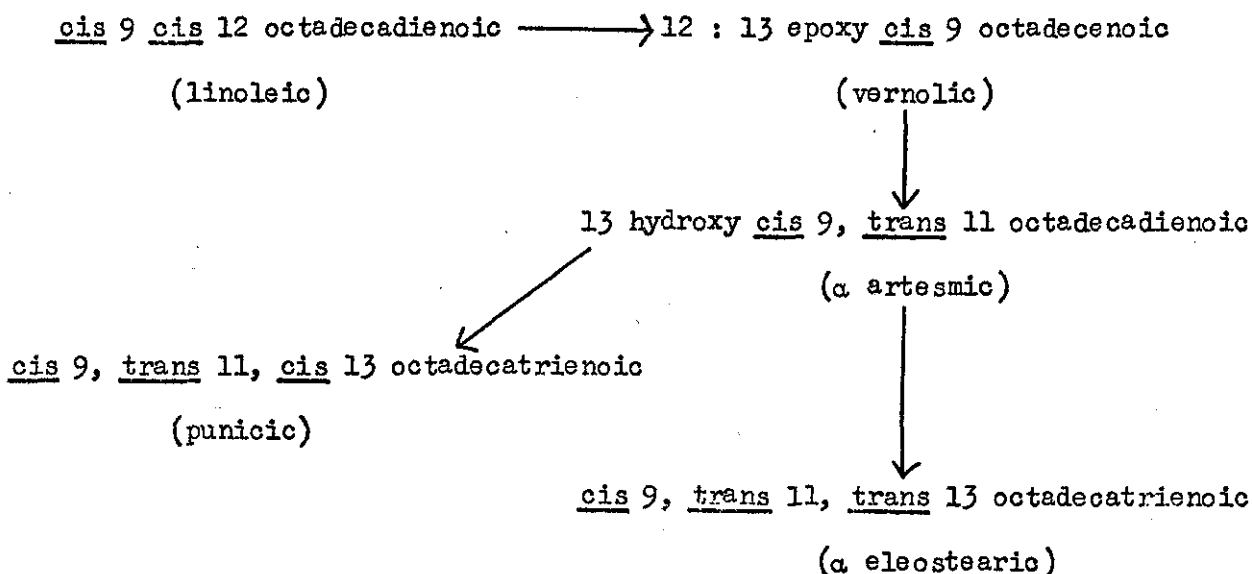 cis 9 cis 12 octadecadienoic → 12 : 13 epoxy cis 9 octadecenoic
(linoleic) (vernolic)
13 hydroxy cis 9, trans 11 octadecadienoic
(α artesmic)
cis 9, trans 11, cis 13 octadecatrienoic
(punicic)
cis 9, trans 11, trans 13 octadecatrienoic
(α eleostearic)